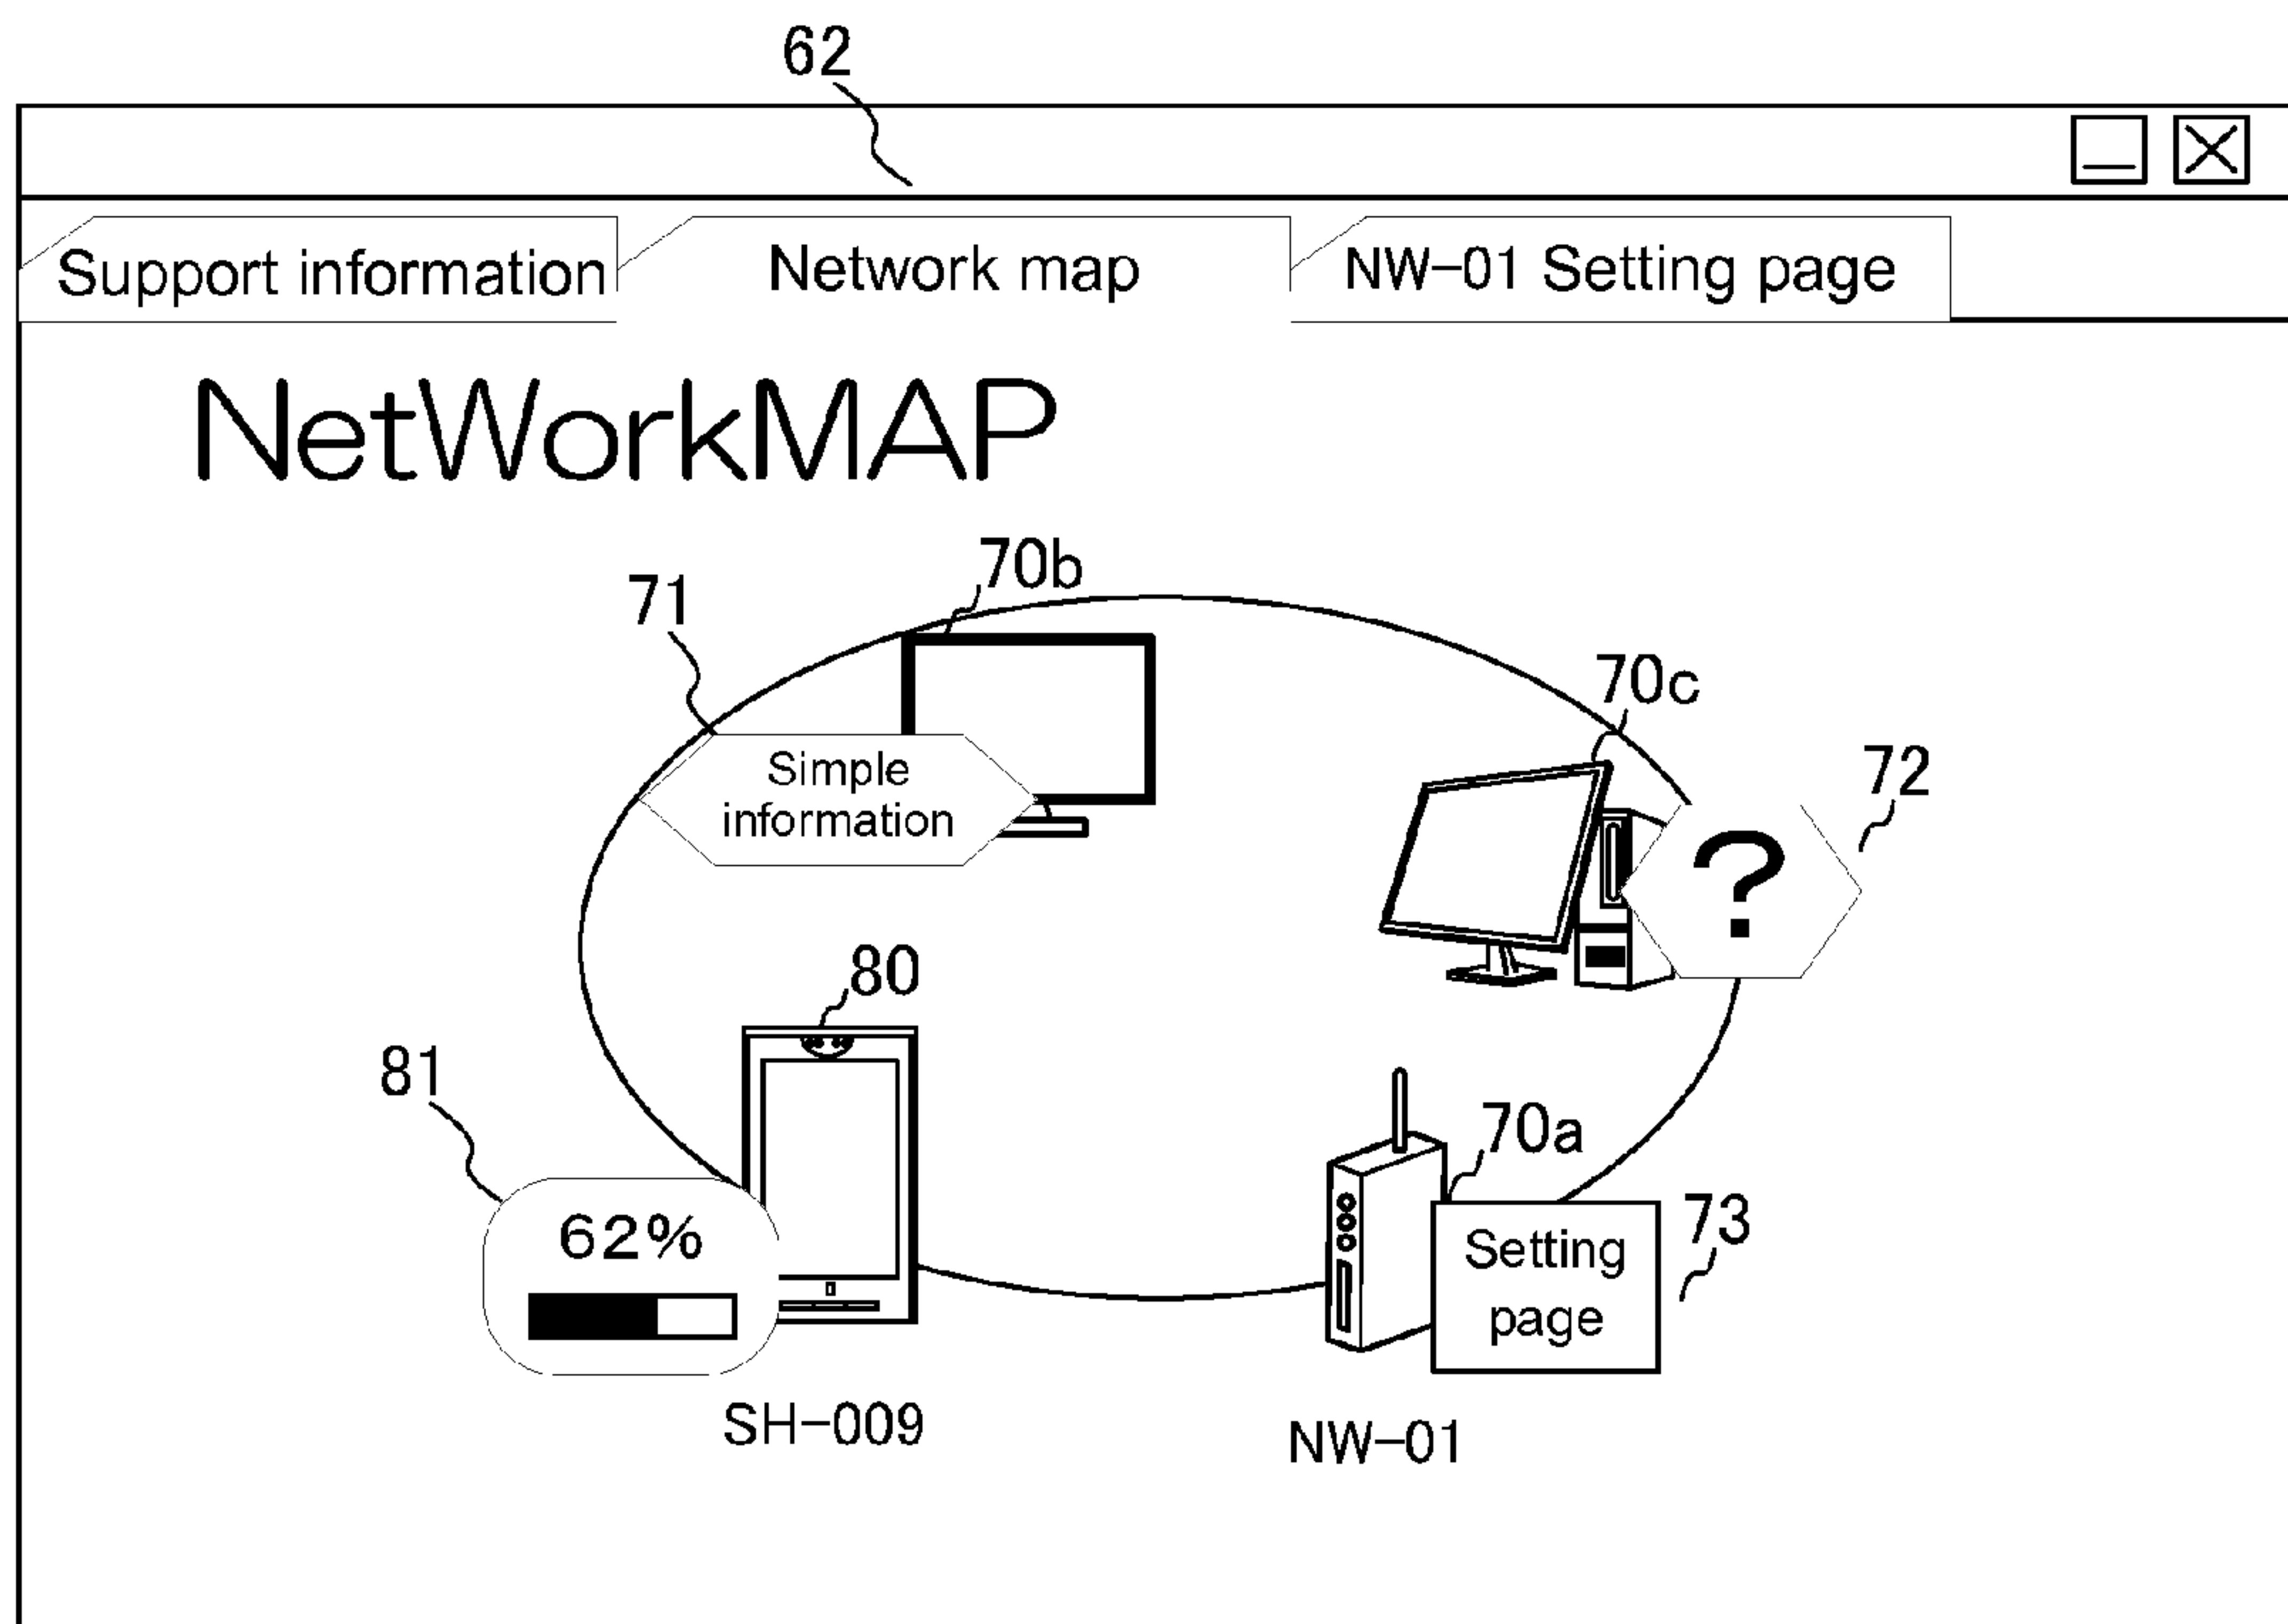 62
Support information
Network map
NW-01 Setting page
NetWorkMAP
70b
71
70c
72
Simple
information
?
80
81
70a
73
62%
Setting
page
SH-009
NW-01